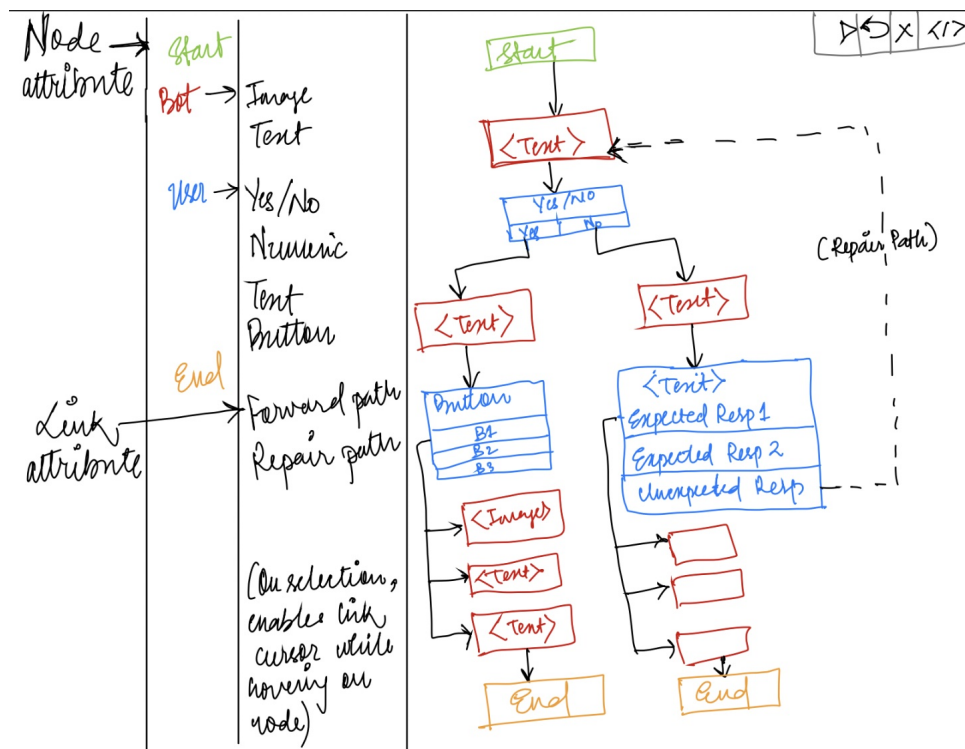 Node
attribute
Start
Bot
Image
Text
User
Yes/No
Numeric
Text
Button
End
Link
attribute
Forward path
Repair path
(On selection,
enables link
cursor while
hovering on
node)
Start
<Text>
Yes/No
Yes
No
<Text>
<Text>
Button
B1
B2
B3
<Text>
Expected Resp 1
Expected Resp 2
Unexpected Resp
(Repair Path)
<Image>
<Text>
<Text>
End
End
X
</>